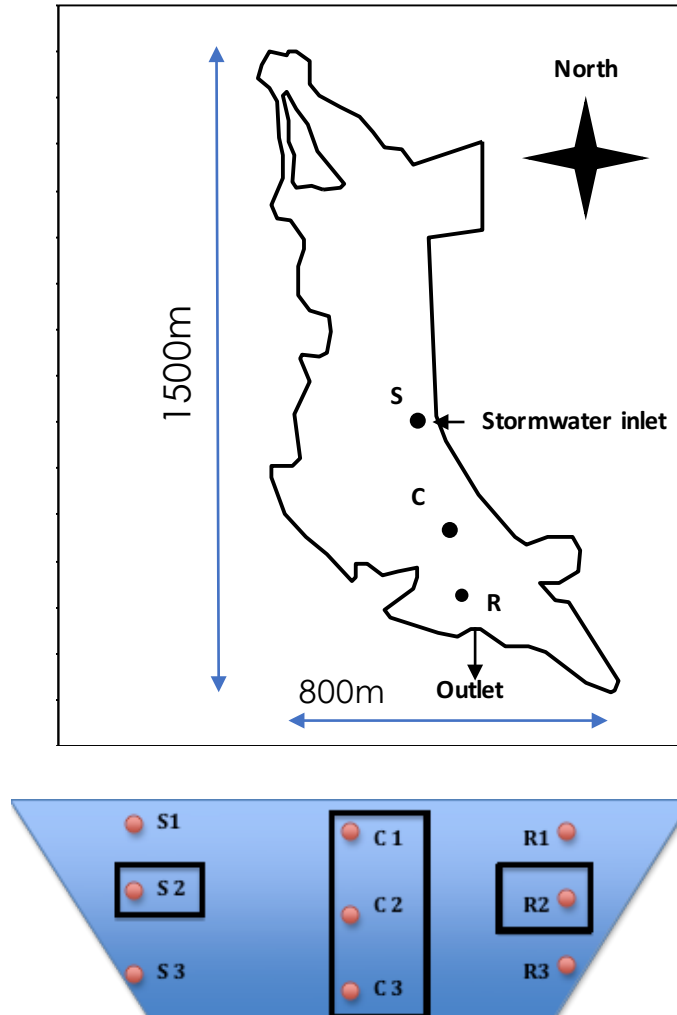 North
1500m
S
Stormwater inlet
C
R
800m
Outlet
S1
C 1
R1
S 2
C 2
R2
S 3
C 3
R3